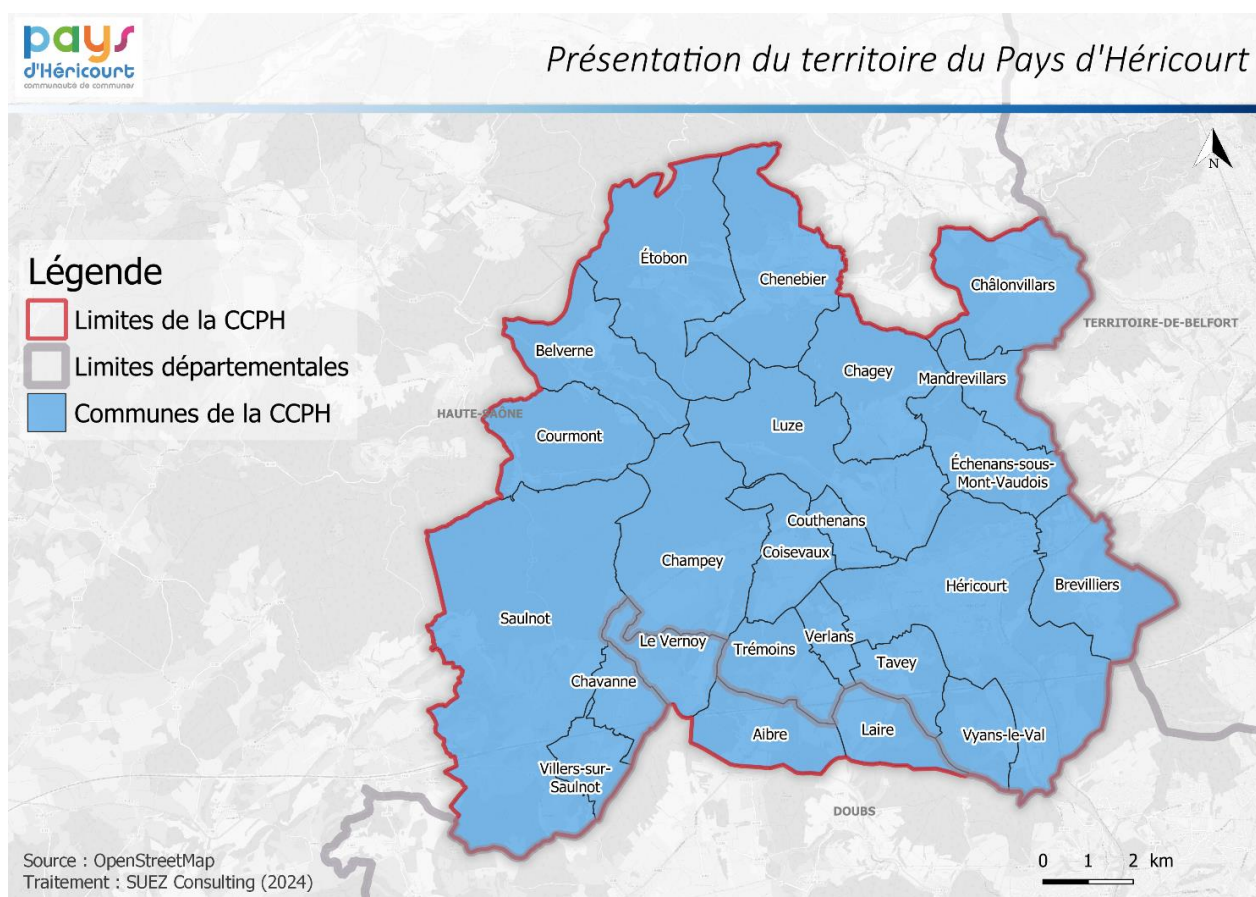 pays
d'Héricourt
communauté de communes
Présentation du territoire du Pays d'Héricourt
N
Légende
Limites de la CCPH
Limites départementales
Communes de la CCPH
Étobon
Chenebier
Châlonvillars
TERRITOIRE-DE-BELFORT
Belverne
Chagey
Mandrevillars
HAUTE-SAÔNE
Courmont
Luze
Échenans-sous-
Mont-Vaudois
Couthenans
Coisevaux
Champey
Héricourt
Brevilliers
Saulnot
Le Vernoy
Trémoins
Verlans
Tavey
Chavanne
Aibre
Laire
Vyans-le-Val
Villers-sur-
Saulnot
DOUBS
Source : OpenStreetMap
Traitement : SUEZ Consulting (2024)
0 1 2 km